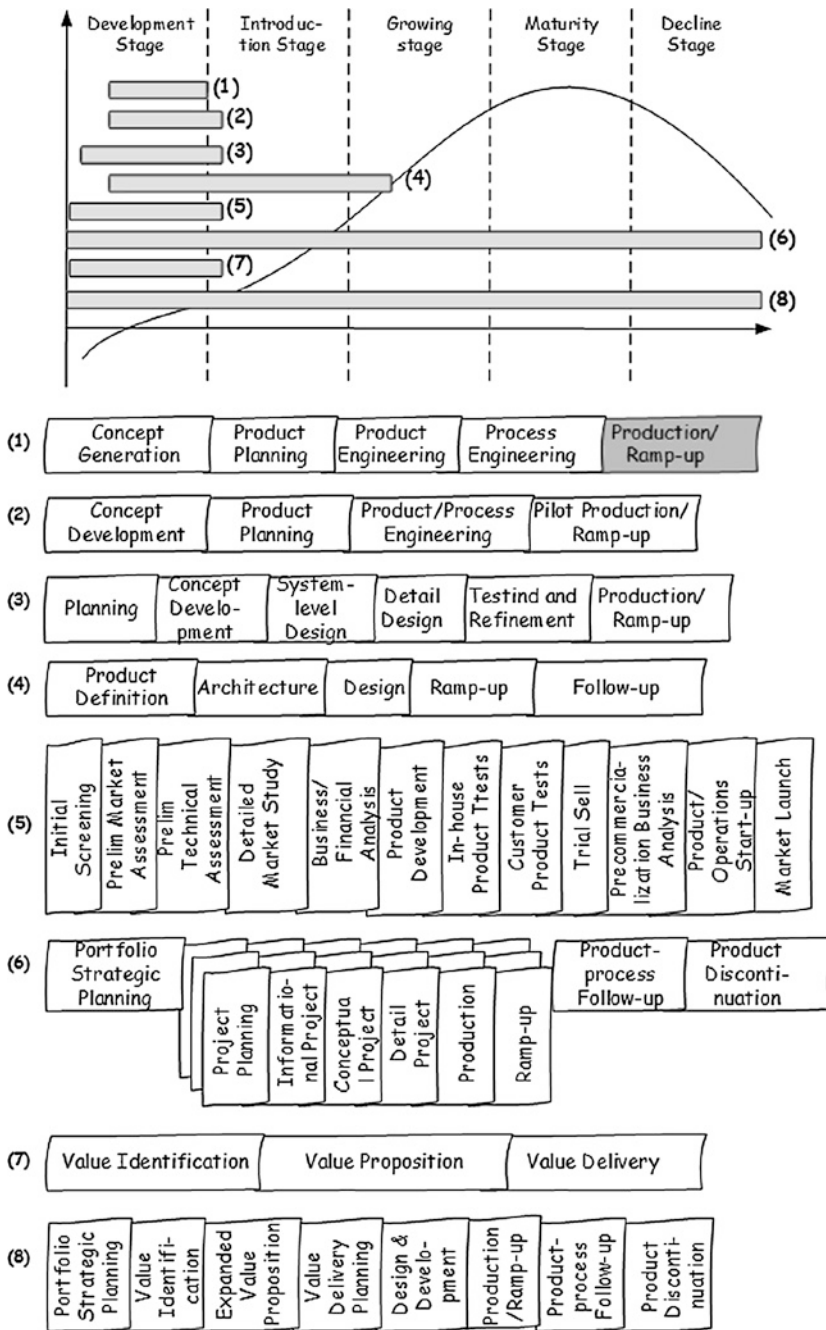 Development
Stage
Introduc-
tion Stage
Growing
stage
Maturity
Stage
Decline
Stage
(1)
(2)
(3)
(4)
(5)
(6)
(7)
(8)
(1)
Concept
Generation
Product
Planning
Product
Engineering
Process
Engineering
Production/
Ramp-up
(2)
Concept
Development
Product
Planning
Product/Process
Engineering
Pilot Production/
Ramp-up
(3)
Planning
Concept
Develo-
pment
System-
level
Design
Detail
Design
Testind and
Refinement
Production/
Ramp-up
(4)
Product
Definition
Architecture
Design
Ramp-up
Follow-up
(5)
Initial
Screening
Prelim Market
Assessment
Prelim
Technical
Assessment
Detailed
Market Study
Business/
Financial
Analysis
Product
Development
In-house
Product Ttests
Customer
Product Tests
Trial Sell
Precommercia-
lization Business
Analysis
Product/
Operations
Start-up
Market Launch
(6)
Portfolio
Strategic
Planning
Project
Planning
Informatio-
nal Project
Conceptua
l Project
Detail
Project
Production
Ramp-up
Product-
process
Follow-up
Product
Disconti-
nuation
(7)
Value Identification
Value Proposition
Value Delivery
(8)
Portfolio
Strategic
Planning
Value
Identifi-
cation
Expanded
Value
Proposition
Value
Delivery
Planning
Design &
Develo-
pment
Production
/Ramp-up
Product-
process
Follow-up
Product
Disconti-
nuation